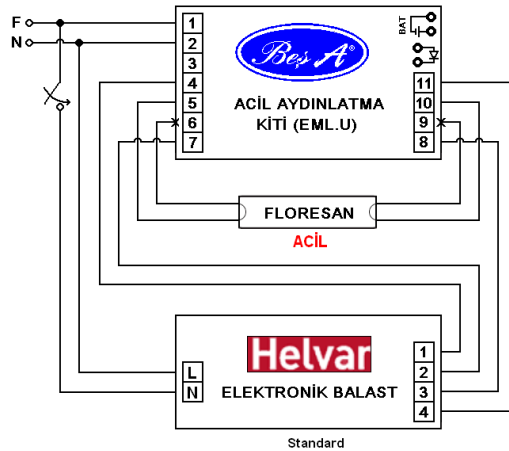 F
N
1
2
3
4
5
6
7
Beş A
BAT
ACİL AYDINLATMA
KİTİ (EML.U)
11
10
9
8
FLORESAN
ACİL
Helvar
ELEKTRONİK BALAST
L
N
1
2
3
4
Standard